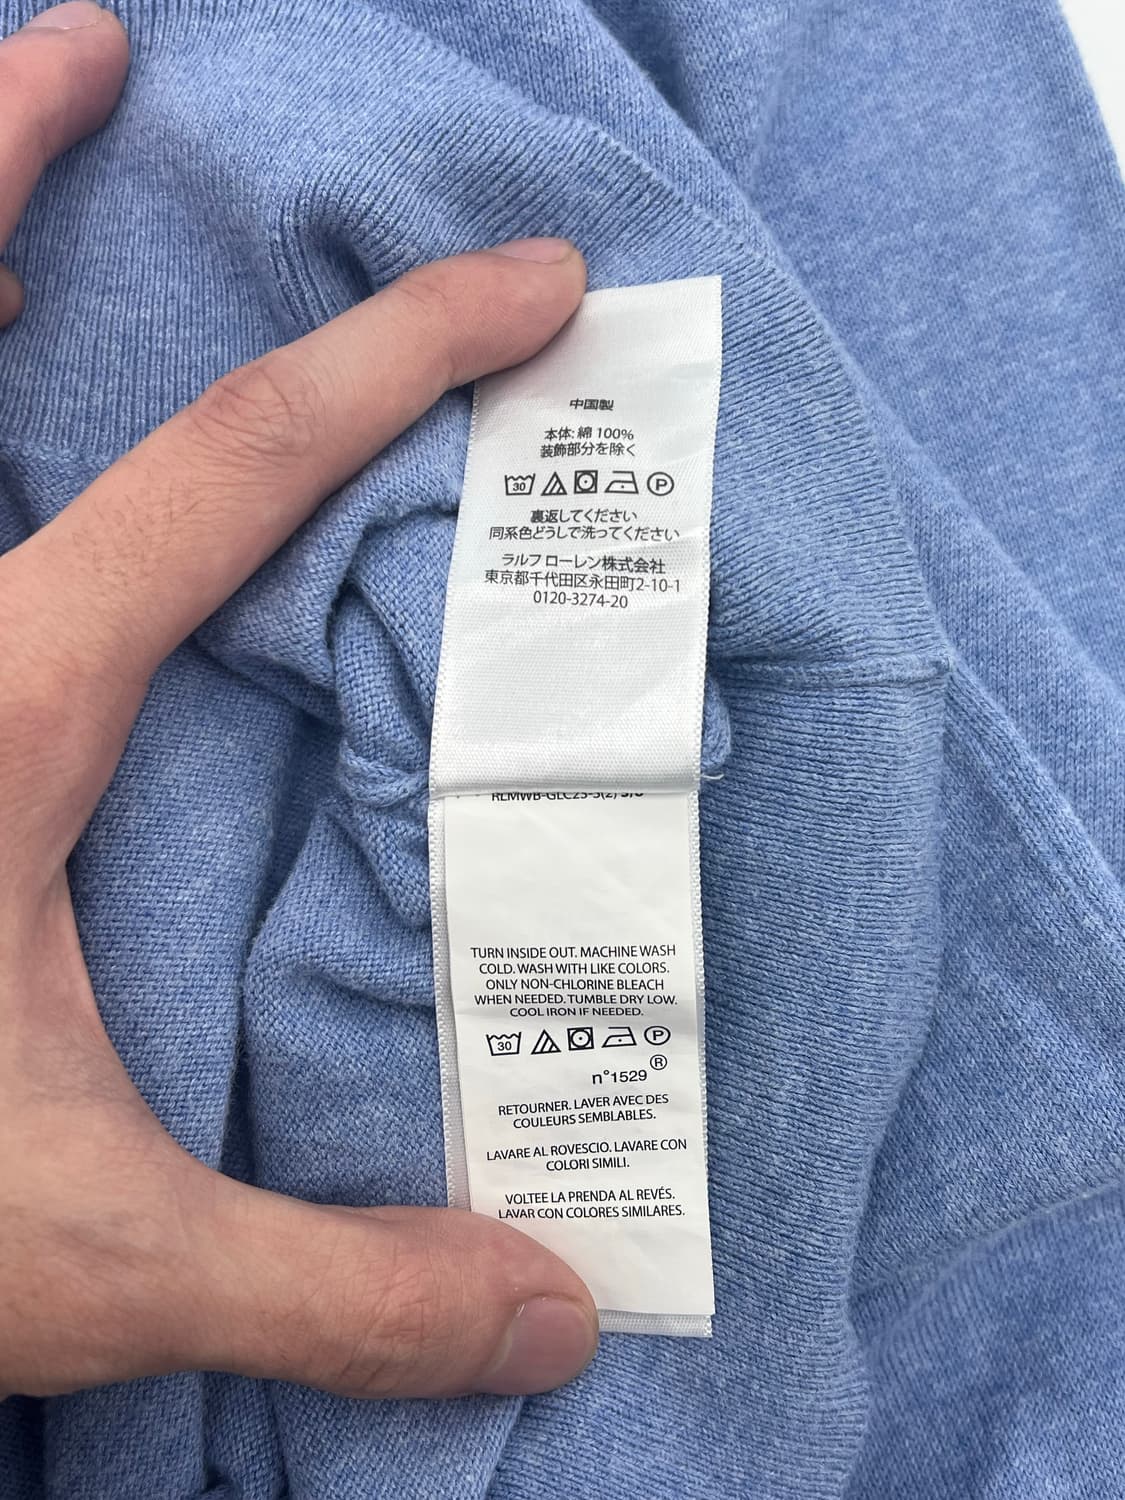 中国製
本体: 綿 100%
装飾部分を除く
30 P
裏返してください
同系色どうしで洗ってください
ラルフ ローレン株式会社
東京都千代田区永田町2-10-1
0120-3274-20
TURN INSIDE OUT. MACHINE WASH
COLD. WASH WITH LIKE COLORS.
ONLY NON-CHLORINE BLEACH
WHEN NEEDED. TUMBLE DRY LOW.
COOL IRON IF NEEDED.
30 P
®
n°1529
RETOURNER. LAVER AVEC DES
COULEURS SEMBLABLES.
LAVARE AL ROVESCIO. LAVARE CON
COLORI SIMILI.
VOLTEE LA PRENDA AL REVÉS.
LAVAR CON COLORES SIMILARES.